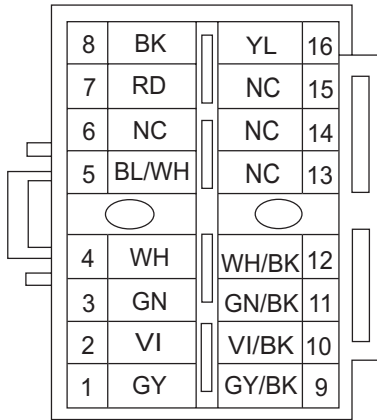 8 BK YL 16
7 RD NC 15
6 NC NC 14
5 BL/WH NC 13
4 WH WH/BK 12
3 GN GN/BK 11
2 VI VI/BK 10
1 GY GY/BK 9